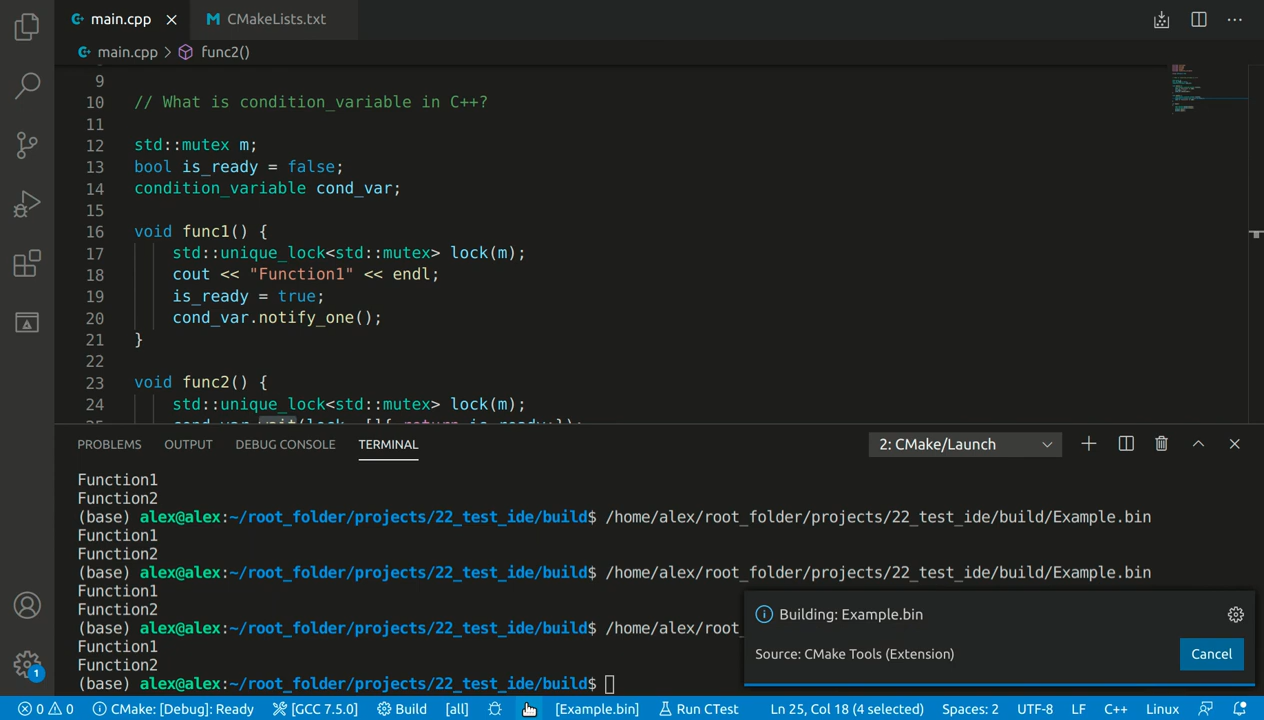 main.cpp CMakeLists.txt
main.cpp > func2()
9
10 // What is condition_variable in C++?
11
12 std::mutex m;
13 bool is_ready = false;
14 condition_variable cond_var;
15
16 void func1() {
17 std::unique_lock<std::mutex> lock(m);
18 cout << "Function1" << endl;
19 is_ready = true;
20 cond_var.notify_one();
21 }
22
23 void func2() {
24 std::unique_lock<std::mutex> lock(m);
25 cond_var.wait(lock, []{ return is_ready;});
PROBLEMS OUTPUT DEBUG CONSOLE TERMINAL 2: CMake/Launch
Function1
Function2
(base) alex@alex:~/root_folder/projects/22_test_ide/build$ /home/alex/root_folder/projects/22_test_ide/build/Example.bin
Function1
Function2
(base) alex@alex:~/root_folder/projects/22_test_ide/build$ /home/alex/root_folder/projects/22_test_ide/build/Example.bin
Function1
Function2
(base) alex@alex:~/root_folder/projects/22_test_ide/build$ /home/alex/root_
Function1
Function2
(base) alex@alex:~/root_folder/projects/22_test_ide/build$
Building: Example.bin
Source: CMake Tools (Extension) Cancel
1
0 0 CMake: [Debug]: Ready [GCC 7.5.0] Build [all] [Example.bin] Run CTest Ln 25, Col 18 (4 selected) Spaces: 2 UTF-8 LF C++ Linux